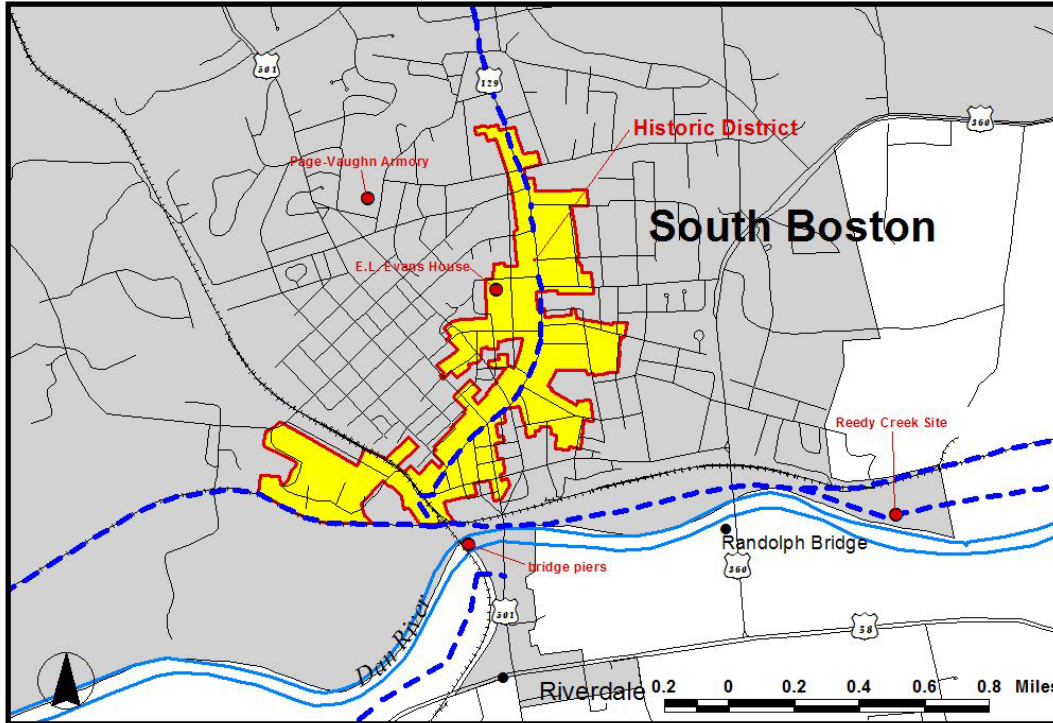 501
129
360
Historic District
Page-Vaughn Armory
South Boston
E.L. Evans House
Reedy Creek Site
Randolph Bridge
bridge piers
360
Dan River
501
58
Riverdale
0.2 0 0.2 0.4 0.6 0.8 Miles